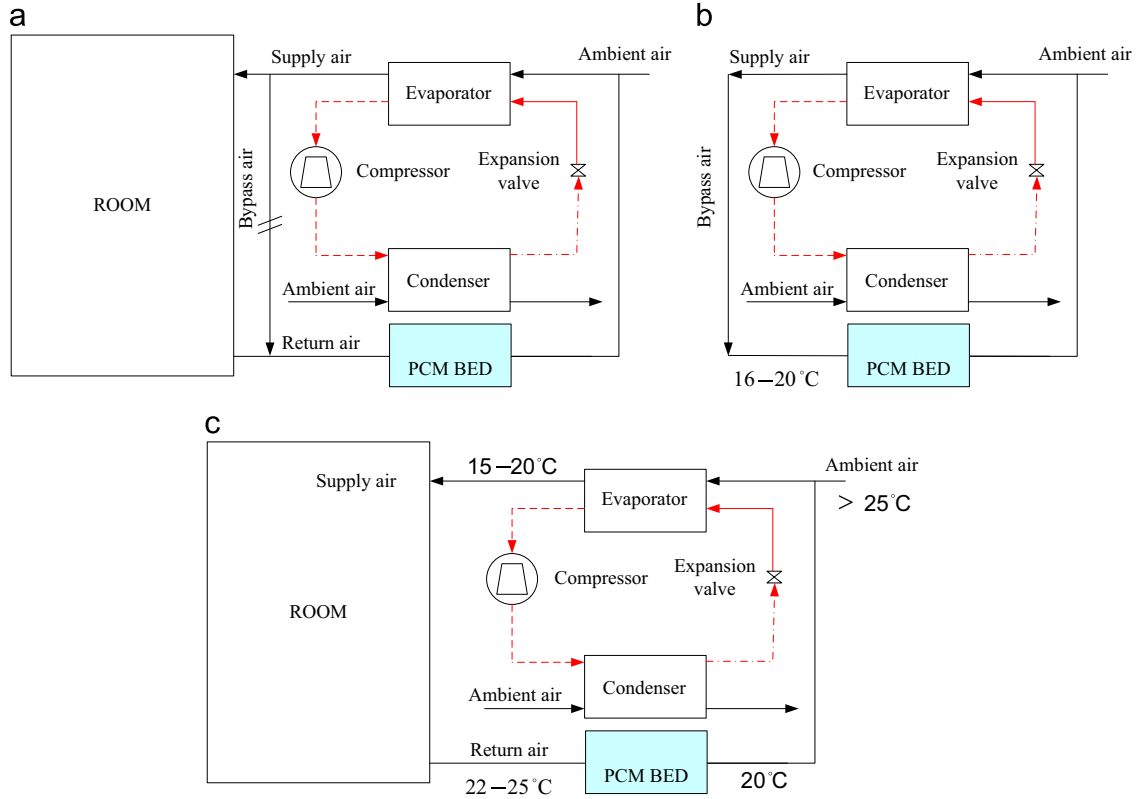 a
Supply air
Ambient air
Evaporator
Compressor
Expansion
valve
ROOM
Bypass air
Condenser
Ambient air
Return air
PCM BED
b
Supply air
Ambient air
Evaporator
Compressor
Expansion
valve
Bypass air
Condenser
Ambient air
PCM BED
16–20°C
c
15–20°C
Ambient air
Supply air
Evaporator
> 25°C
Compressor
Expansion
valve
ROOM
Condenser
Ambient air
Return air
PCM BED
22–25°C
20°C